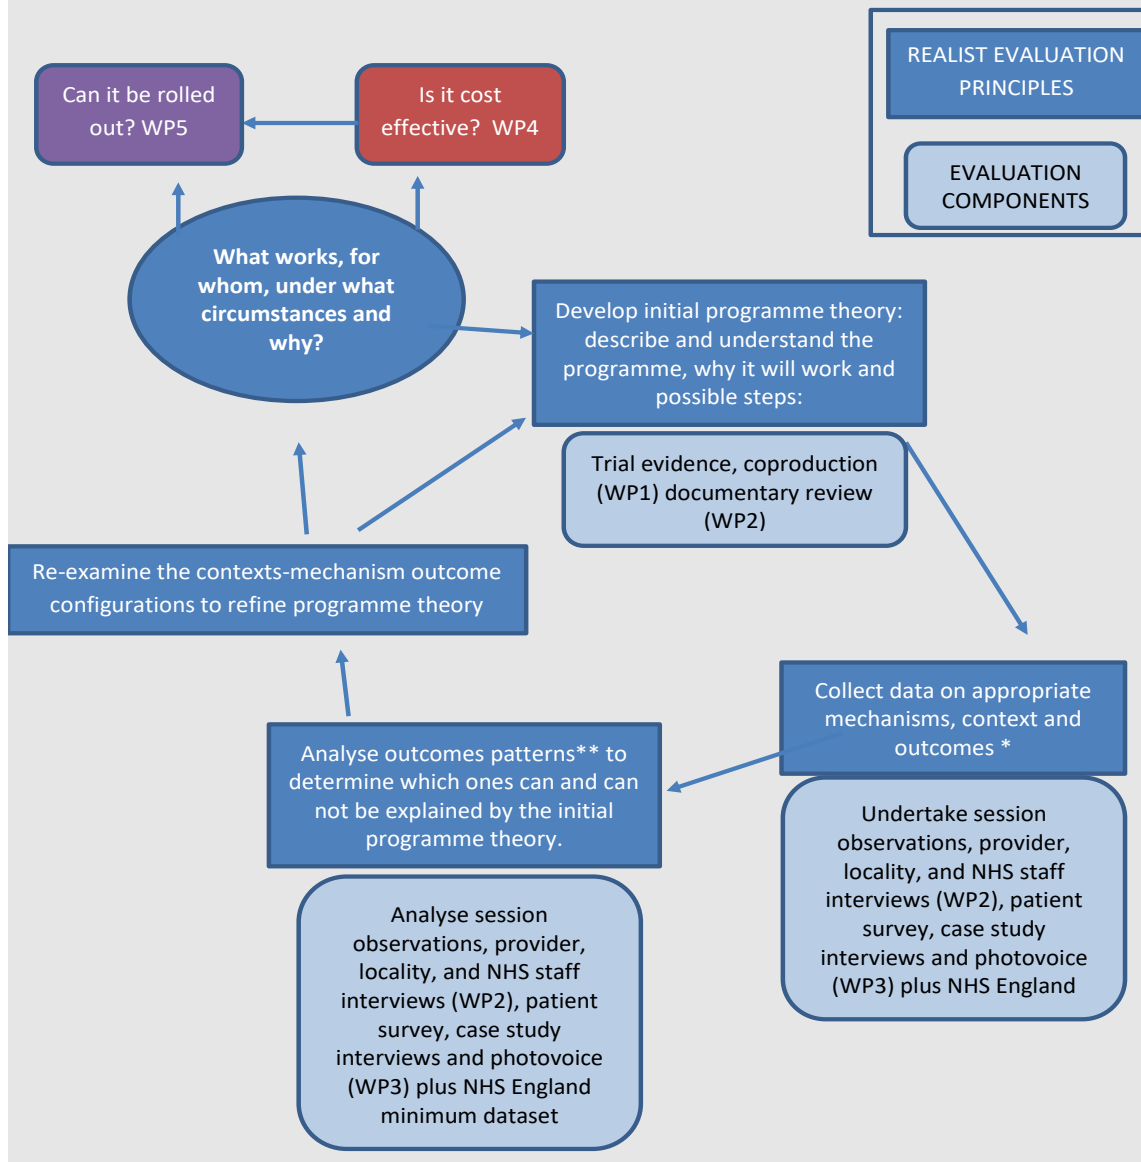 Can it be rolled
out? WP5
Is it cost
effective?  WP4
REALIST EVALUATION
PRINCIPLES
EVALUATION
COMPONENTS
What works, for
whom, under what
circumstances and
why?
Develop initial programme theory:
describe and understand the
programme, why it will work and
possible steps:
Trial evidence, coproduction
(WP1) documentary review
(WP2)
Re-examine the contexts-mechanism outcome
configurations to refine programme theory
Collect data on appropriate
mechanisms, context and
outcomes *
Analyse outcomes patterns** to
determine which ones can and can
not be explained by the initial
programme theory.
Undertake session
observations, provider,
locality, and NHS staff
interviews (WP2), patient
survey, case study
interviews and photovoice
(WP3) plus NHS England
Analyse session
observations, provider,
locality, and NHS staff
interviews (WP2), patient
survey, case study
interviews and photovoice
(WP3) plus NHS England
minimum dataset